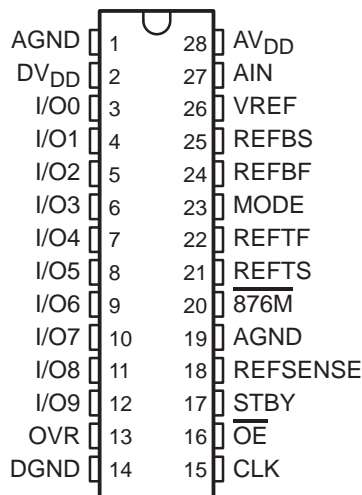 AGND 1 28 AVDD
DVDD 2 27 AIN
I/O0 3 26 VREF
I/O1 4 25 REFBS
I/O2 5 24 REFBF
I/O3 6 23 MODE
I/O4 7 22 REFTF
I/O5 8 21 REFTS
I/O6 9 20 876M
I/O7 10 19 AGND
I/O8 11 18 REFSENSE
I/O9 12 17 STBY
OVR 13 16 OE
DGND 14 15 CLK